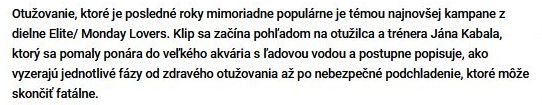 Otužovanie, ktoré je posledné roky mimoriadne populárne je témou najnovšej kampane z
dielne Elite/ Monday Lovers. Klip sa začína pohľadom na otužilca a trénera Jána Kabala,
ktorý sa pomaly ponára do veľkého akvária s ľadovou vodou a postupne popisuje, ako
vyzerajú jednotlivé fázy od zdravého otužovania až po nebezpečné podchladenie, ktoré môže
skončiť fatálne.